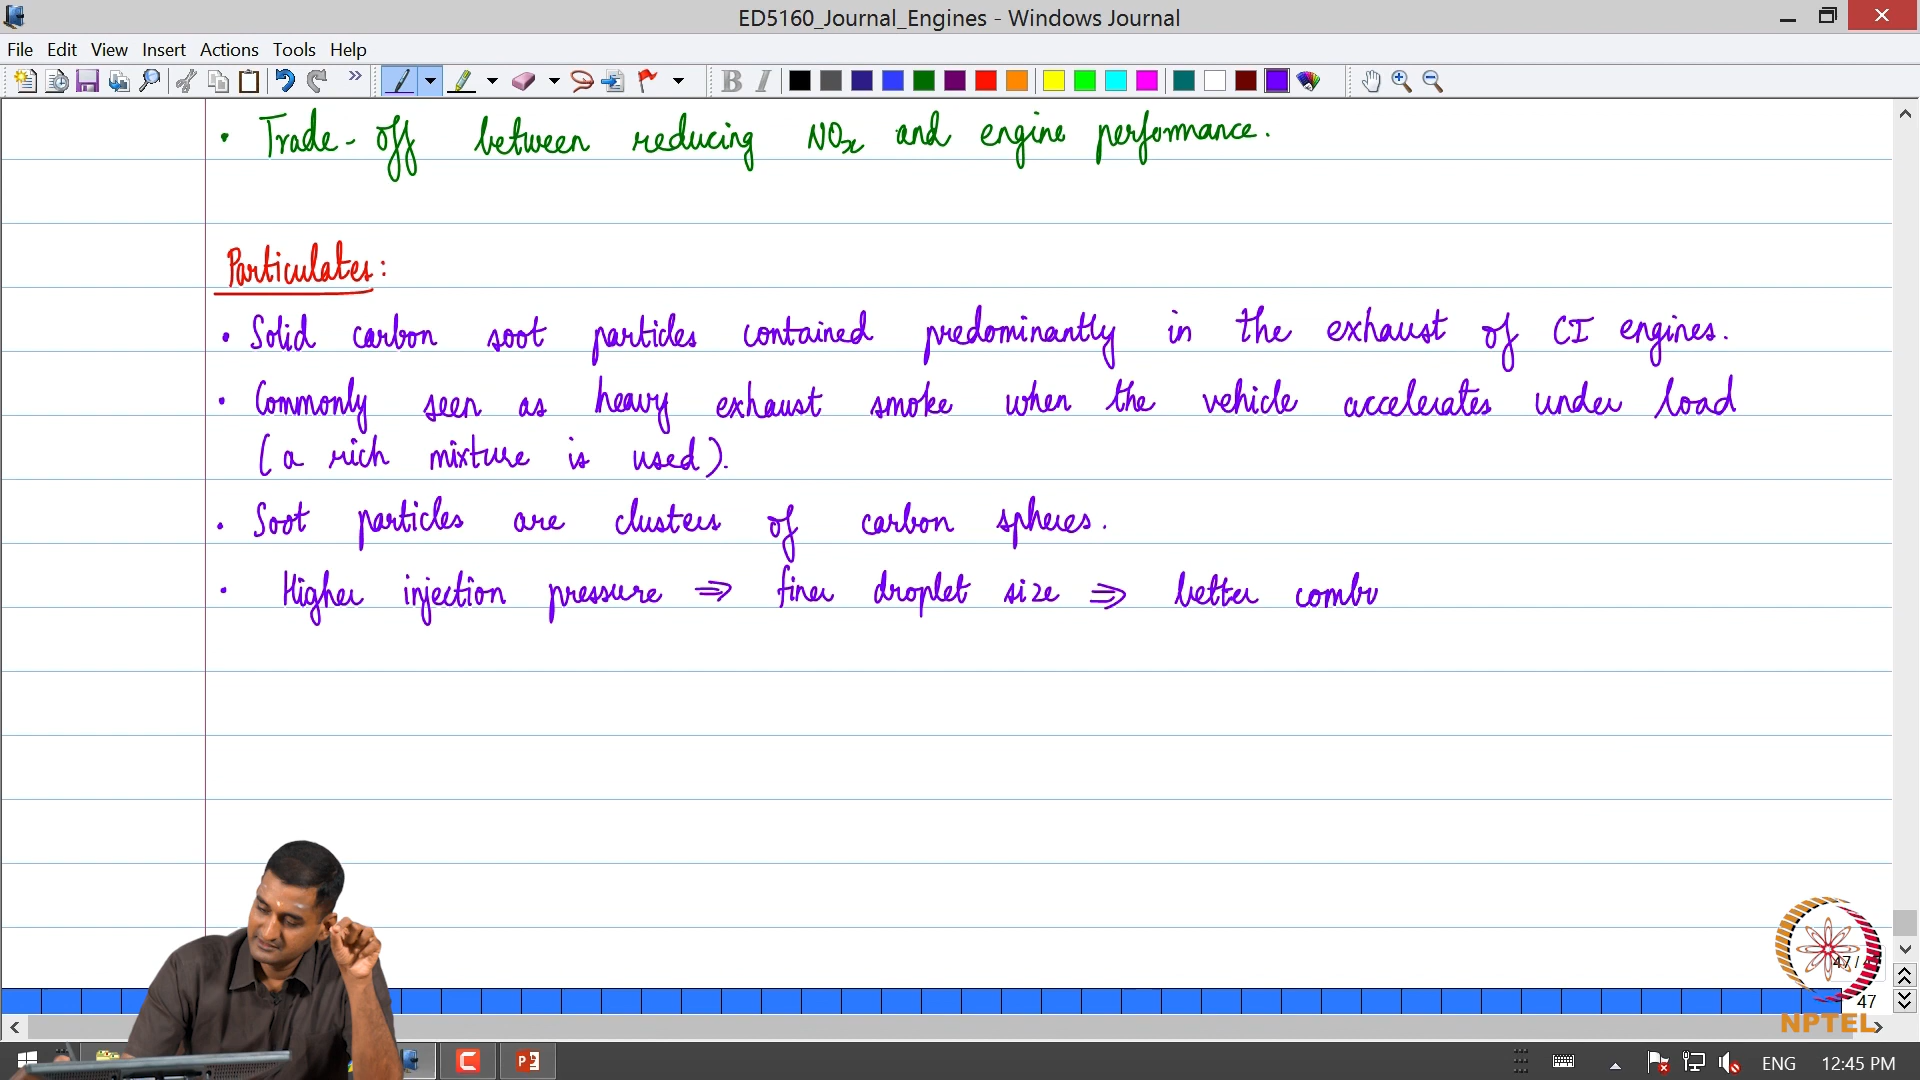 ED5160_Journal_Engines - Windows Journal
File Edit View Insert Actions Tools Help
• Trade-off between reducing NOx and engine performance.
Particulates:
• Solid carbon soot particles contained predominantly in the exhaust of CI engines.
• Commonly seen as heavy exhaust smoke when the vehicle accelerates under load
(a rich mixture is used).
• Soot particles are clusters of carbon spheres.
• Higher injection pressure ⇒ finer droplet size ⇒ better combu
47
NPTEL
ENG 12:45 PM